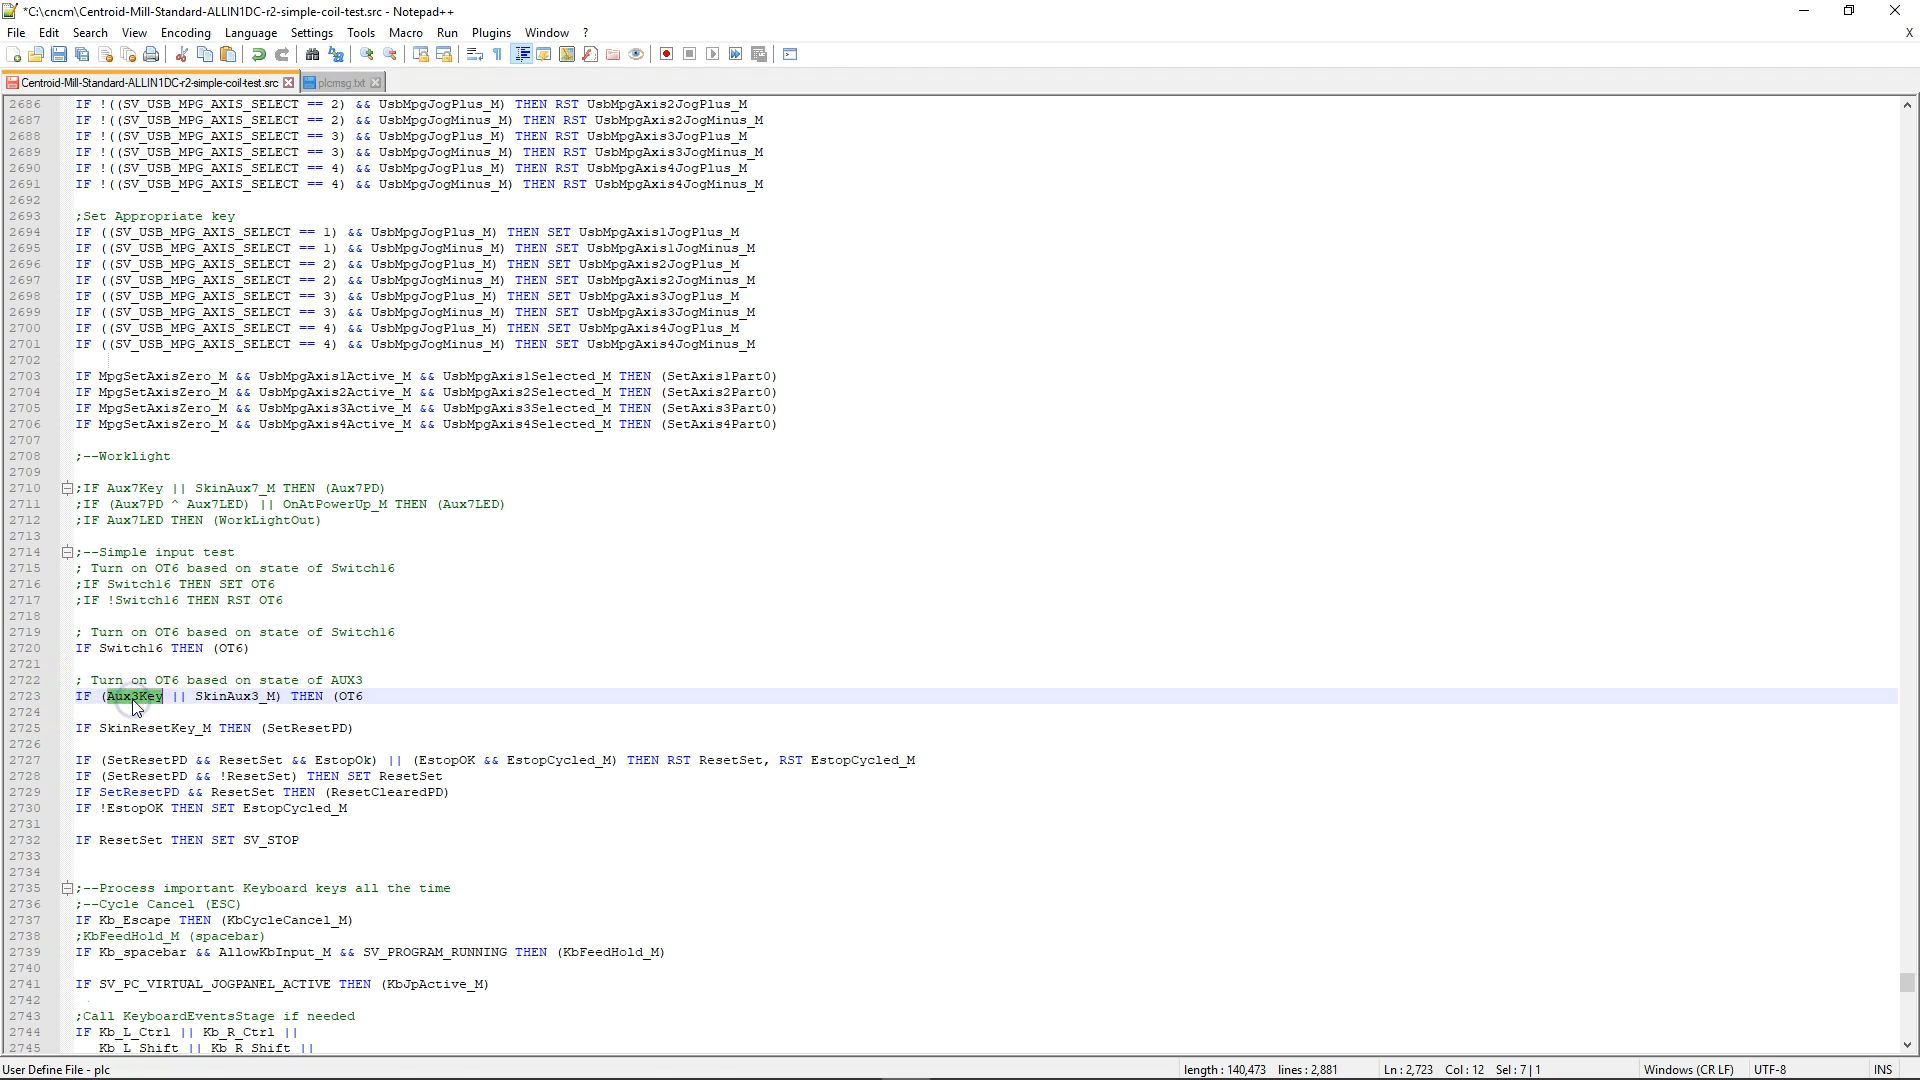 *C:\cncm\Centroid-Mill-Standard-ALLIN1DC-r2-simple-coil-test.src - Notepad++
File Edit Search View Encoding Language Settings Tools Macro Run Plugins Window ? X
Centroid-Mill-Standard-ALLIN1DC-r2-simple-coil-test.src plcmsg.txt
2686 IF !((SV_USB_MPG_AXIS_SELECT == 2) && UsbMpgJogPlus_M) THEN RST UsbMpgAxis2JogPlus_M
2687 IF !((SV_USB_MPG_AXIS_SELECT == 2) && UsbMpgJogMinus_M) THEN RST UsbMpgAxis2JogMinus_M
2688 IF !((SV_USB_MPG_AXIS_SELECT == 3) && UsbMpgJogPlus_M) THEN RST UsbMpgAxis3JogPlus_M
2689 IF !((SV_USB_MPG_AXIS_SELECT == 3) && UsbMpgJogMinus_M) THEN RST UsbMpgAxis3JogMinus_M
2690 IF !((SV_USB_MPG_AXIS_SELECT == 4) && UsbMpgJogPlus_M) THEN RST UsbMpgAxis4JogPlus_M
2691 IF !((SV_USB_MPG_AXIS_SELECT == 4) && UsbMpgJogMinus_M) THEN RST UsbMpgAxis4JogMinus_M
2692
2693 ;Set Appropriate key
2694 IF ((SV_USB_MPG_AXIS_SELECT == 1) && UsbMpgJogPlus_M) THEN SET UsbMpgAxis1JogPlus_M
2695 IF ((SV_USB_MPG_AXIS_SELECT == 1) && UsbMpgJogMinus_M) THEN SET UsbMpgAxis1JogMinus_M
2696 IF ((SV_USB_MPG_AXIS_SELECT == 2) && UsbMpgJogPlus_M) THEN SET UsbMpgAxis2JogPlus_M
2697 IF ((SV_USB_MPG_AXIS_SELECT == 2) && UsbMpgJogMinus_M) THEN SET UsbMpgAxis2JogMinus_M
2698 IF ((SV_USB_MPG_AXIS_SELECT == 3) && UsbMpgJogPlus_M) THEN SET UsbMpgAxis3JogPlus_M
2699 IF ((SV_USB_MPG_AXIS_SELECT == 3) && UsbMpgJogMinus_M) THEN SET UsbMpgAxis3JogMinus_M
2700 IF ((SV_USB_MPG_AXIS_SELECT == 4) && UsbMpgJogPlus_M) THEN SET UsbMpgAxis4JogPlus_M
2701 IF ((SV_USB_MPG_AXIS_SELECT == 4) && UsbMpgJogMinus_M) THEN SET UsbMpgAxis4JogMinus_M
2702
2703 IF MpgSetAxisZero_M && UsbMpgAxis1Active_M && UsbMpgAxis1Selected_M THEN (SetAxis1Part0)
2704 IF MpgSetAxisZero_M && UsbMpgAxis2Active_M && UsbMpgAxis2Selected_M THEN (SetAxis2Part0)
2705 IF MpgSetAxisZero_M && UsbMpgAxis3Active_M && UsbMpgAxis3Selected_M THEN (SetAxis3Part0)
2706 IF MpgSetAxisZero_M && UsbMpgAxis4Active_M && UsbMpgAxis4Selected_M THEN (SetAxis4Part0)
2707
2708 ;--Worklight
2709
2710 ;IF Aux7Key || SkinAux7_M THEN (Aux7PD)
2711 ;IF (Aux7PD ^ Aux7LED) || OnAtPowerUp_M THEN (Aux7LED)
2712 ;IF Aux7LED THEN (WorkLightOut)
2713
2714 ;--Simple input test
2715 ; Turn on OT6 based on state of Switch16
2716 ;IF Switch16 THEN SET OT6
2717 ;IF !Switch16 THEN RST OT6
2718
2719 ; Turn on OT6 based on state of Switch16
2720 IF Switch16 THEN (OT6)
2721
2722 ; Turn on OT6 based on state of AUX3
2723 IF (Aux3Key || SkinAux3_M) THEN (OT6
2724
2725 IF SkinResetKey_M THEN (SetResetPD)
2726
2727 IF (SetResetPD && ResetSet && EstopOk) || (EstopOK && EstopCycled_M) THEN RST ResetSet, RST EstopCycled_M
2728 IF (SetResetPD && !ResetSet) THEN SET ResetSet
2729 IF SetResetPD && ResetSet THEN (ResetClearedPD)
2730 IF !EstopOK THEN SET EstopCycled_M
2731
2732 IF ResetSet THEN SET SV_STOP
2733
2734
2735 ;--Process important Keyboard keys all the time
2736 ;--Cycle Cancel (ESC)
2737 IF Kb_Escape THEN (KbCycleCancel_M)
2738 ;KbFeedHold_M (spacebar)
2739 IF Kb_spacebar && AllowKbInput_M && SV_PROGRAM_RUNNING THEN (KbFeedHold_M)
2740
2741 IF SV_PC_VIRTUAL_JOGPANEL_ACTIVE THEN (KbJpActive_M)
2742
2743 ;Call KeyboardEventsStage if needed
2744 IF Kb_L_Ctrl || Kb_R_Ctrl ||
2745 Kb_L_Shift || Kb_R_Shift ||
User Define File - plc length : 140,473 lines : 2,881 Ln : 2,723 Col : 12 Sel : 7 | 1 Windows (CR LF) UTF-8 INS